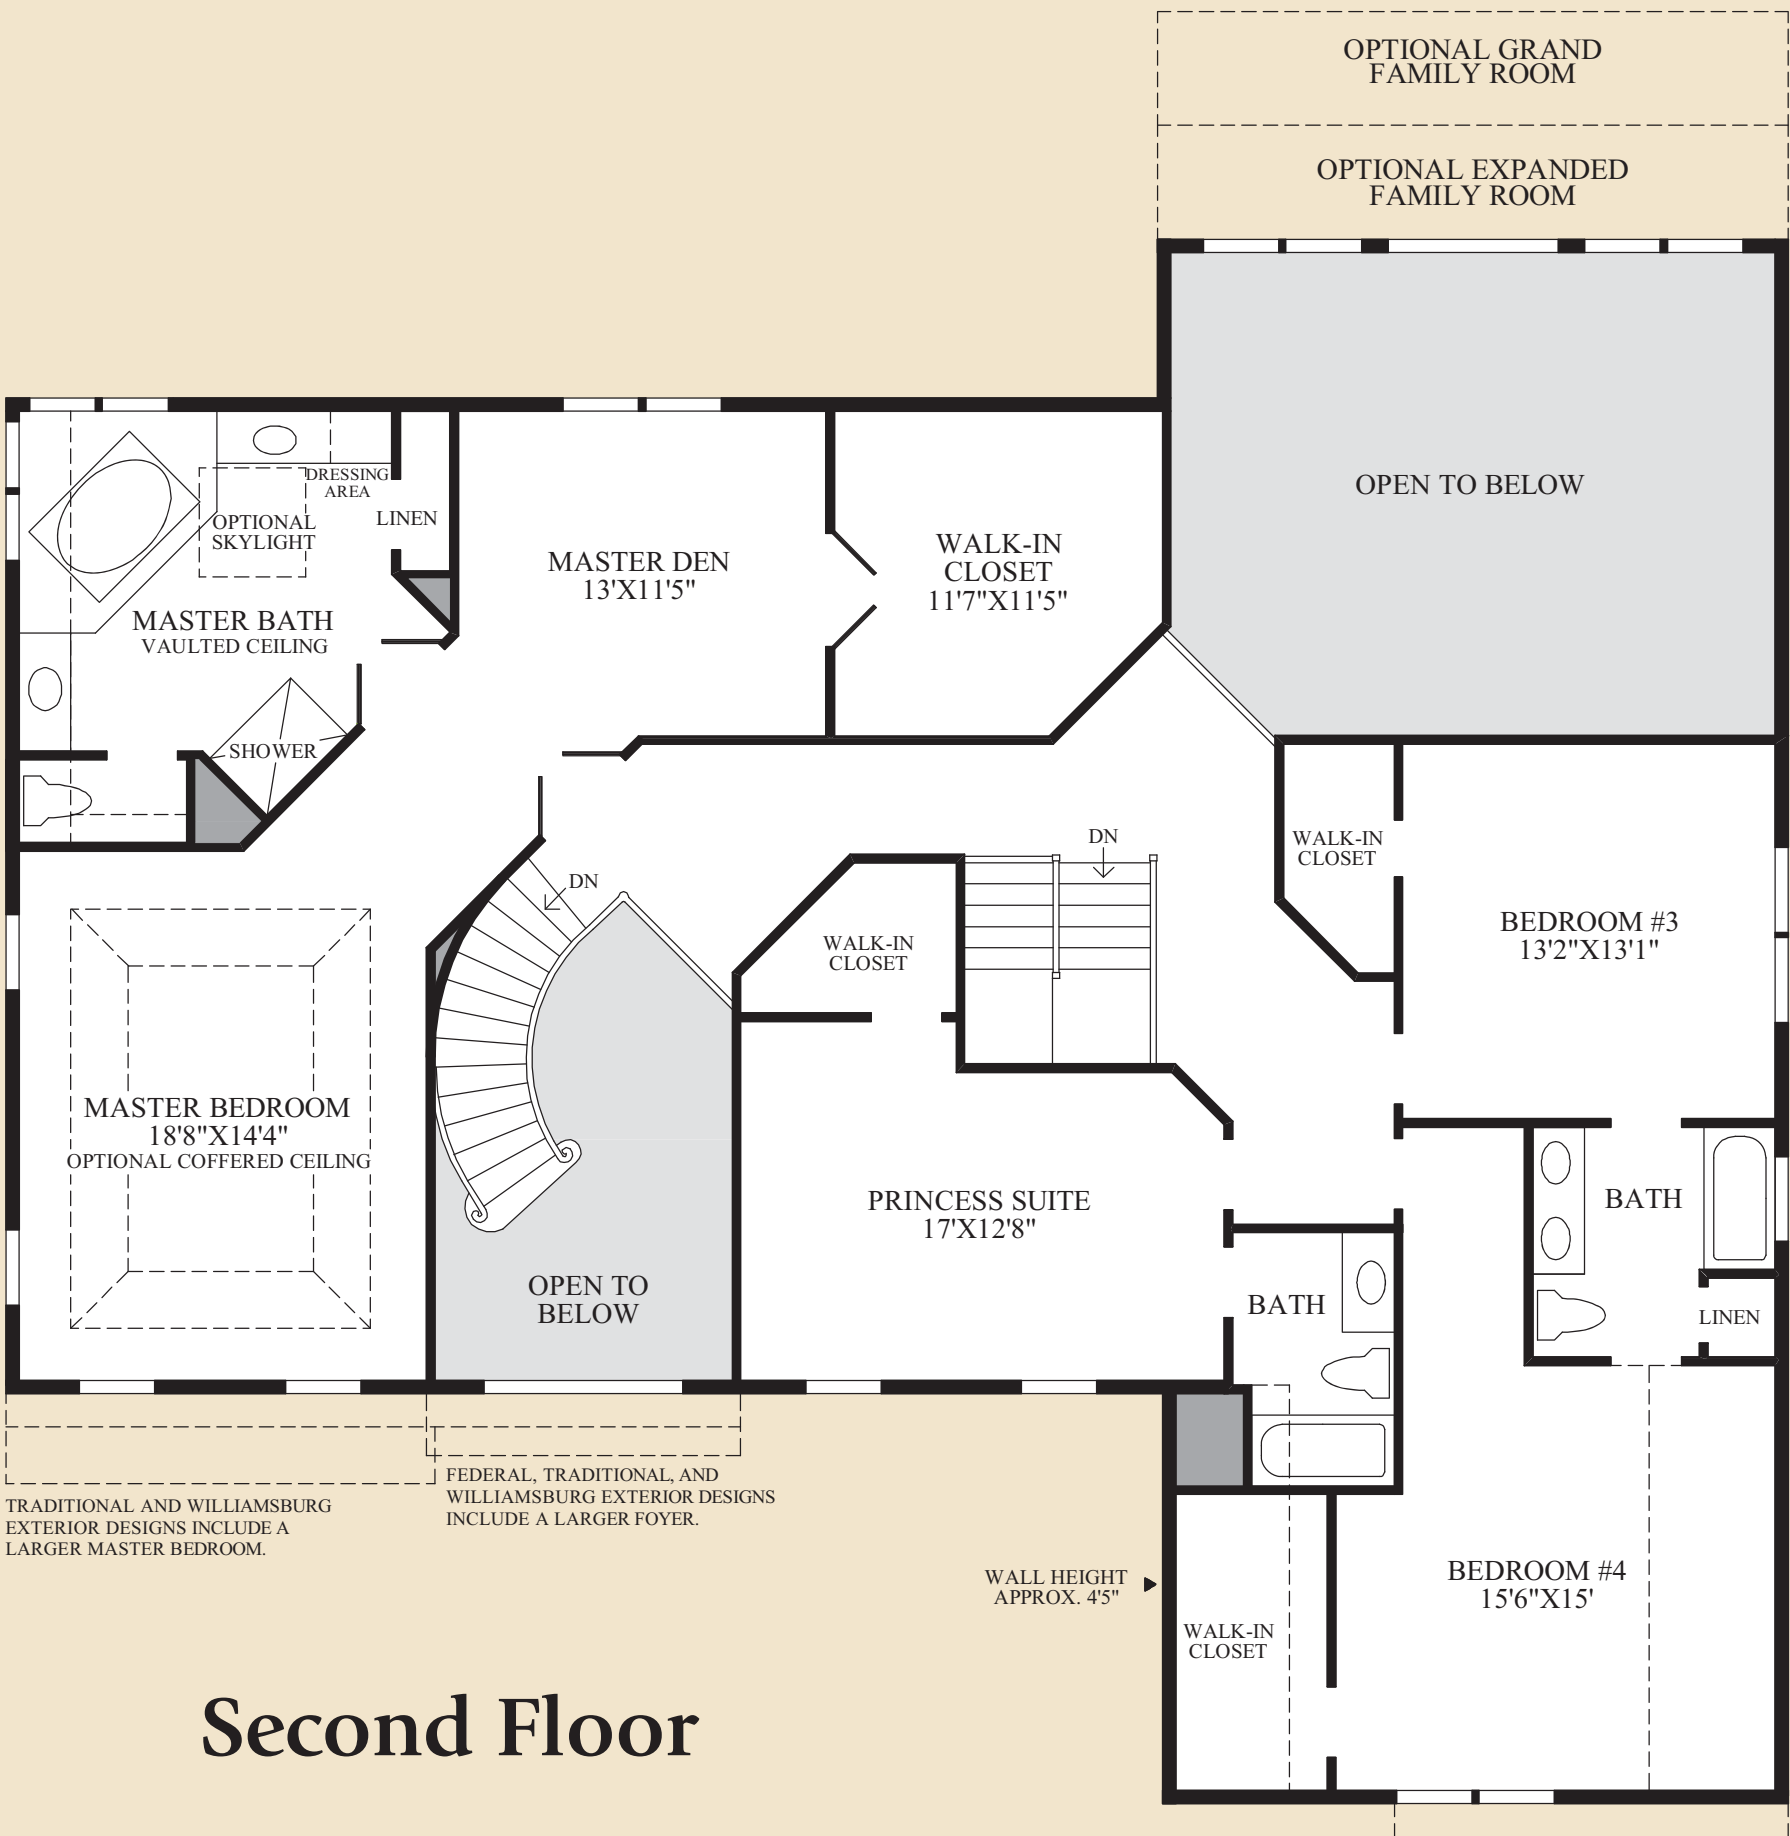 OPTIONAL GRAND
FAMILY ROOM
OPTIONAL EXPANDED
FAMILY ROOM
OPEN TO BELOW
DRESSING
AREA
LINEN
OPTIONAL
SKYLIGHT
MASTER BATH
VAULTED CEILING
SHOWER
MASTER DEN
13'X11'5"
WALK-IN
CLOSET
11'7"X11'5"
DN
DN
WALK-IN
CLOSET
WALK-IN
CLOSET
BEDROOM #3
13'2"X13'1"
MASTER BEDROOM
18'8"X14'4"
OPTIONAL COFFERED CEILING
OPEN TO
BELOW
PRINCESS SUITE
17'X12'8"
BATH
BATH
LINEN
TRADITIONAL AND WILLIAMSBURG
EXTERIOR DESIGNS INCLUDE A
LARGER MASTER BEDROOM.
FEDERAL, TRADITIONAL, AND
WILLIAMSBURG EXTERIOR DESIGNS
INCLUDE A LARGER FOYER.
WALL HEIGHT
APPROX. 4'5"
WALK-IN
CLOSET
BEDROOM #4
15'6"X15'
Second Floor